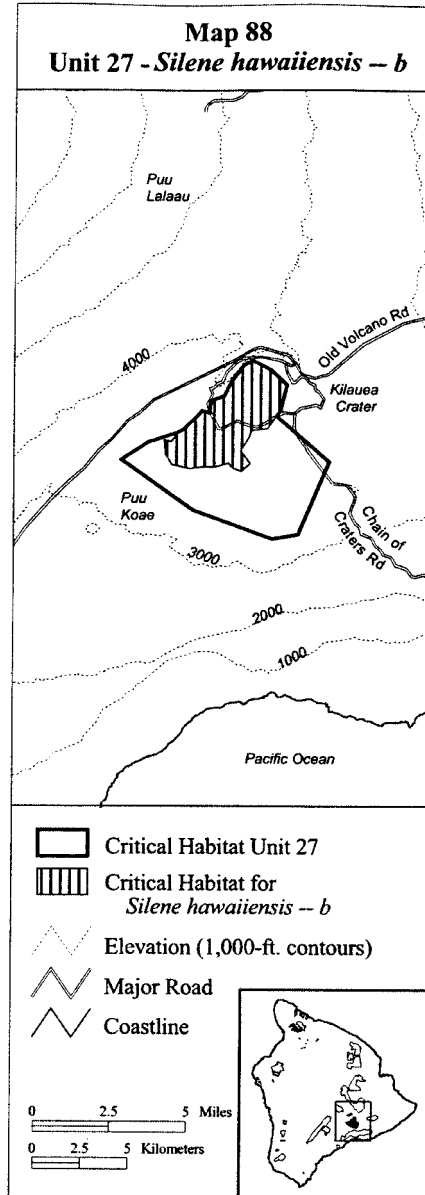 Map 88
Unit 27 - Silene hawaiiensis -- b
Puu
Lalaau
4000
Old Volcano Rd
Kilauea
Crater
Puu
Koae
3000
Chain of
Craters Rd
2000
1000
Pacific Ocean
Critical Habitat Unit 27
Critical Habitat for
Silene hawaiiensis -- b
Elevation (1,000-ft. contours)
Major Road
Coastline
0 2.5 5 Miles
0 2.5 5 Kilometers